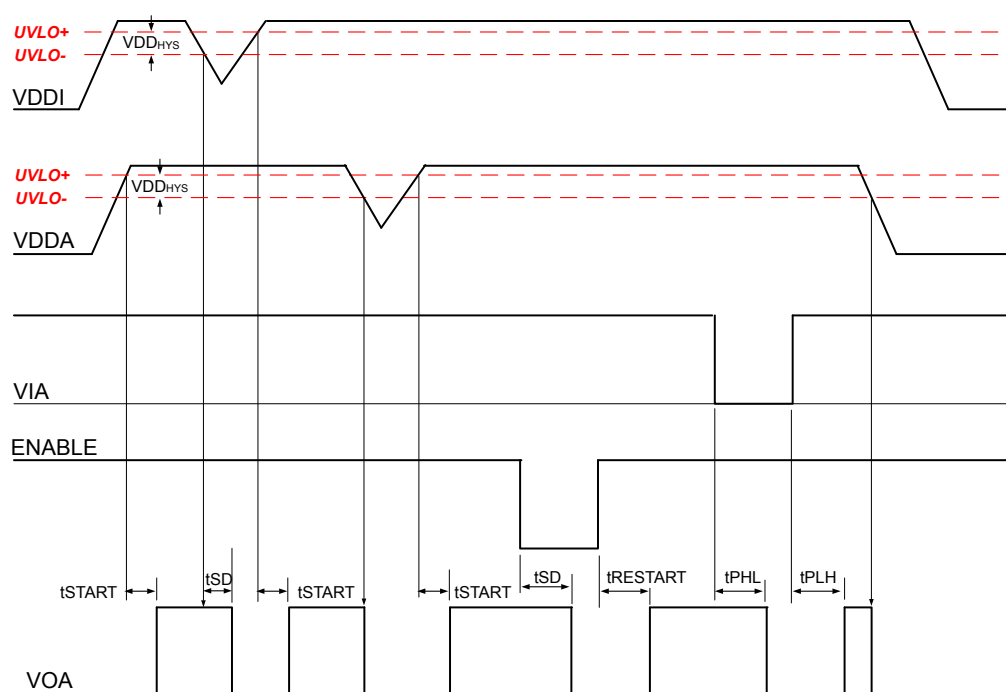 UVLO+
VDDHYS
UVLO-
VDDI
UVLO+
VDDHYS
UVLO-
VDDA
VIA
ENABLE
tSTART
tSD
tSTART
tSTART
tSD
tRESTART
tPHL
tPLH
VOA